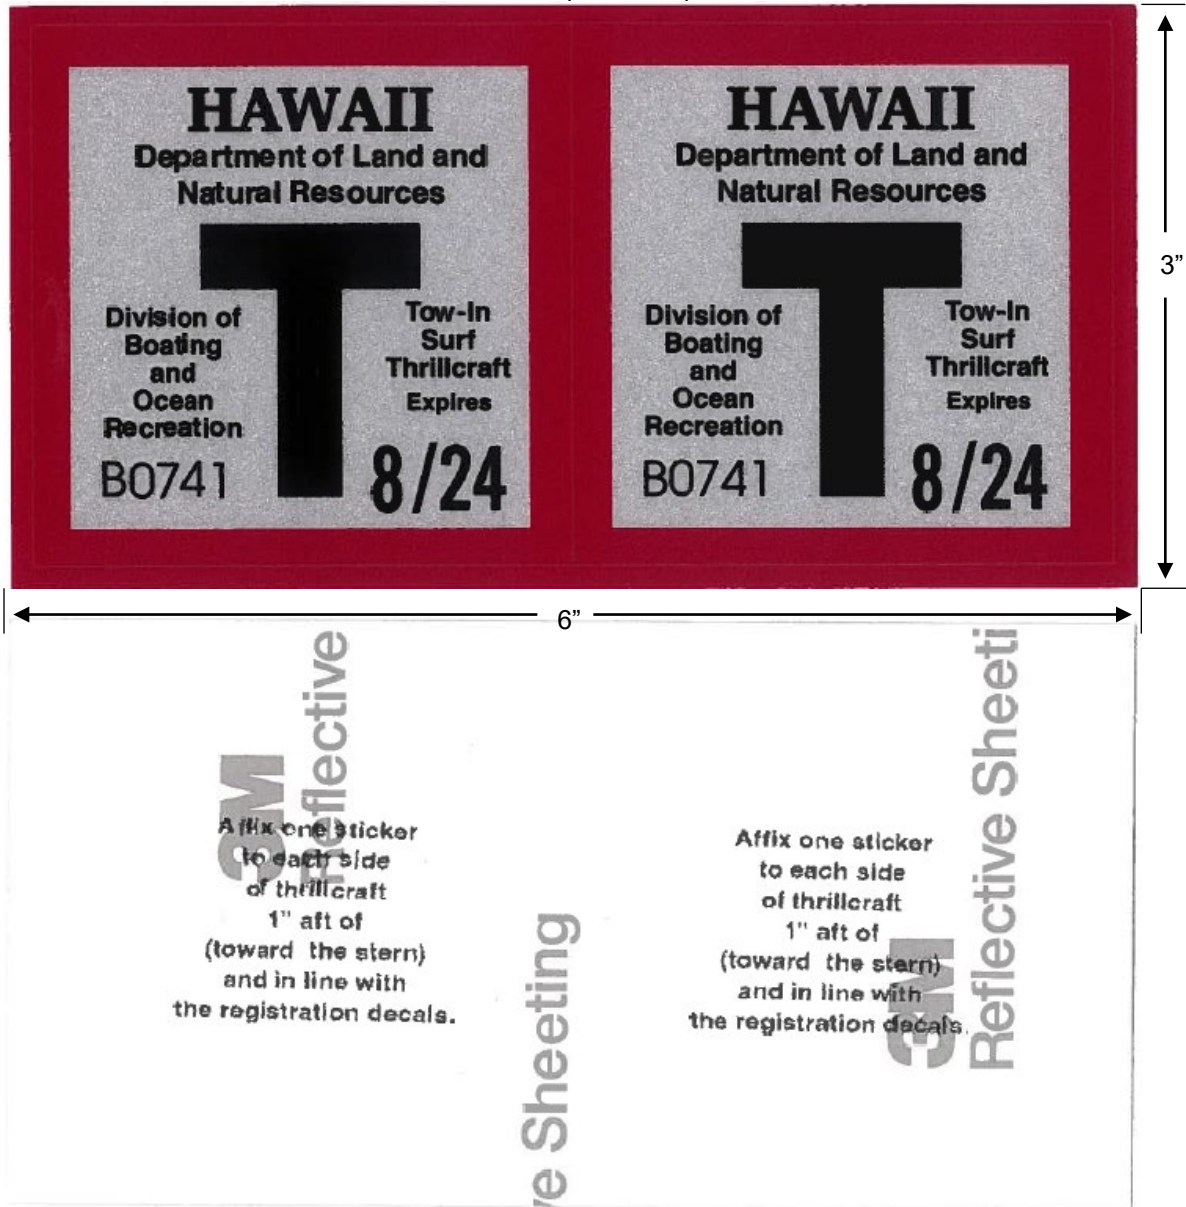 HAWAII
Department of Land and
Natural Resources
T
Division of
Boating
and
Ocean
Recreation
B0741
Tow-In
Surf
Thrillcraft
Expires
8/24
HAWAII
Department of Land and
Natural Resources
T
Division of
Boating
and
Ocean
Recreation
B0741
Tow-In
Surf
Thrillcraft
Expires
8/24
3”
6”
3M
Reflective
Affix one sticker
to each side
of thrillcraft
1" aft of
(toward the stern)
and in line with
the registration decals.
ve Sheeting
Affix one sticker
to each side
of thrillcraft
1" aft of
(toward the stern)
and in line with
the registration decals.
3M
Reflective Sheeti